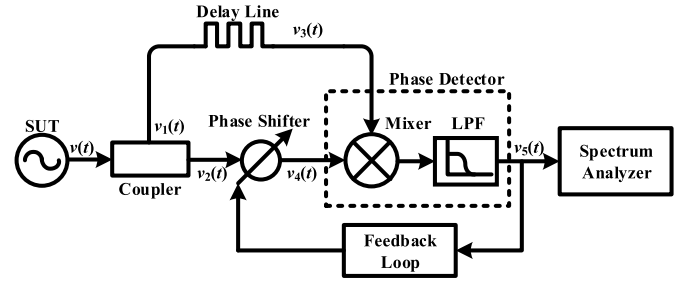 Delay Line
v3(t)
Phase Detector
SUT
v1(t)
Phase Shifter
Mixer
LPF
v(t)
v5(t)
Spectrum
Analyzer
Coupler
v2(t)
v4(t)
Feedback
Loop